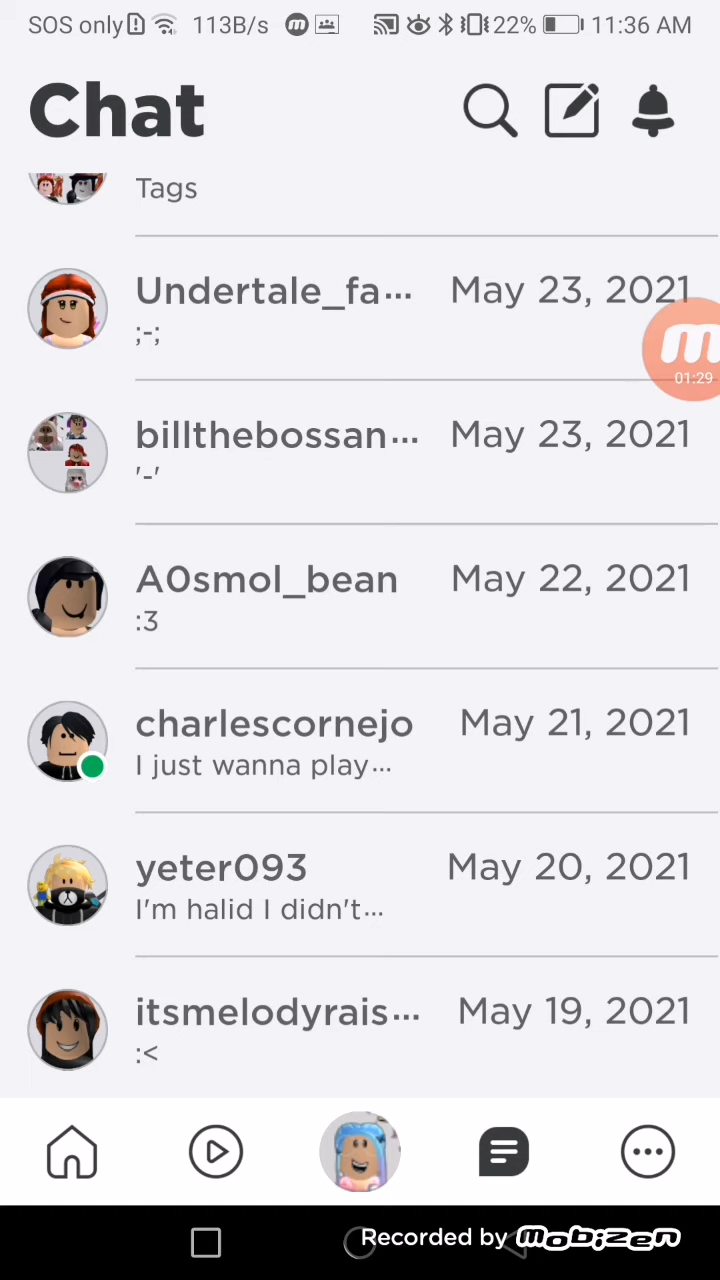 SOS only 113B/s m 22% 11:36 AM
Chat
Tags
Undertale_fa... May 23, 2021
;-;
m
01:29
billthebossan... May 23, 2021
'-'
A0smol_bean May 22, 2021
:3
charlescornejo May 21, 2021
I just wanna play...
yeter093 May 20, 2021
I'm halid I didn't...
itsmelodyrais... May 19, 2021
:<
Recorded by mobizen